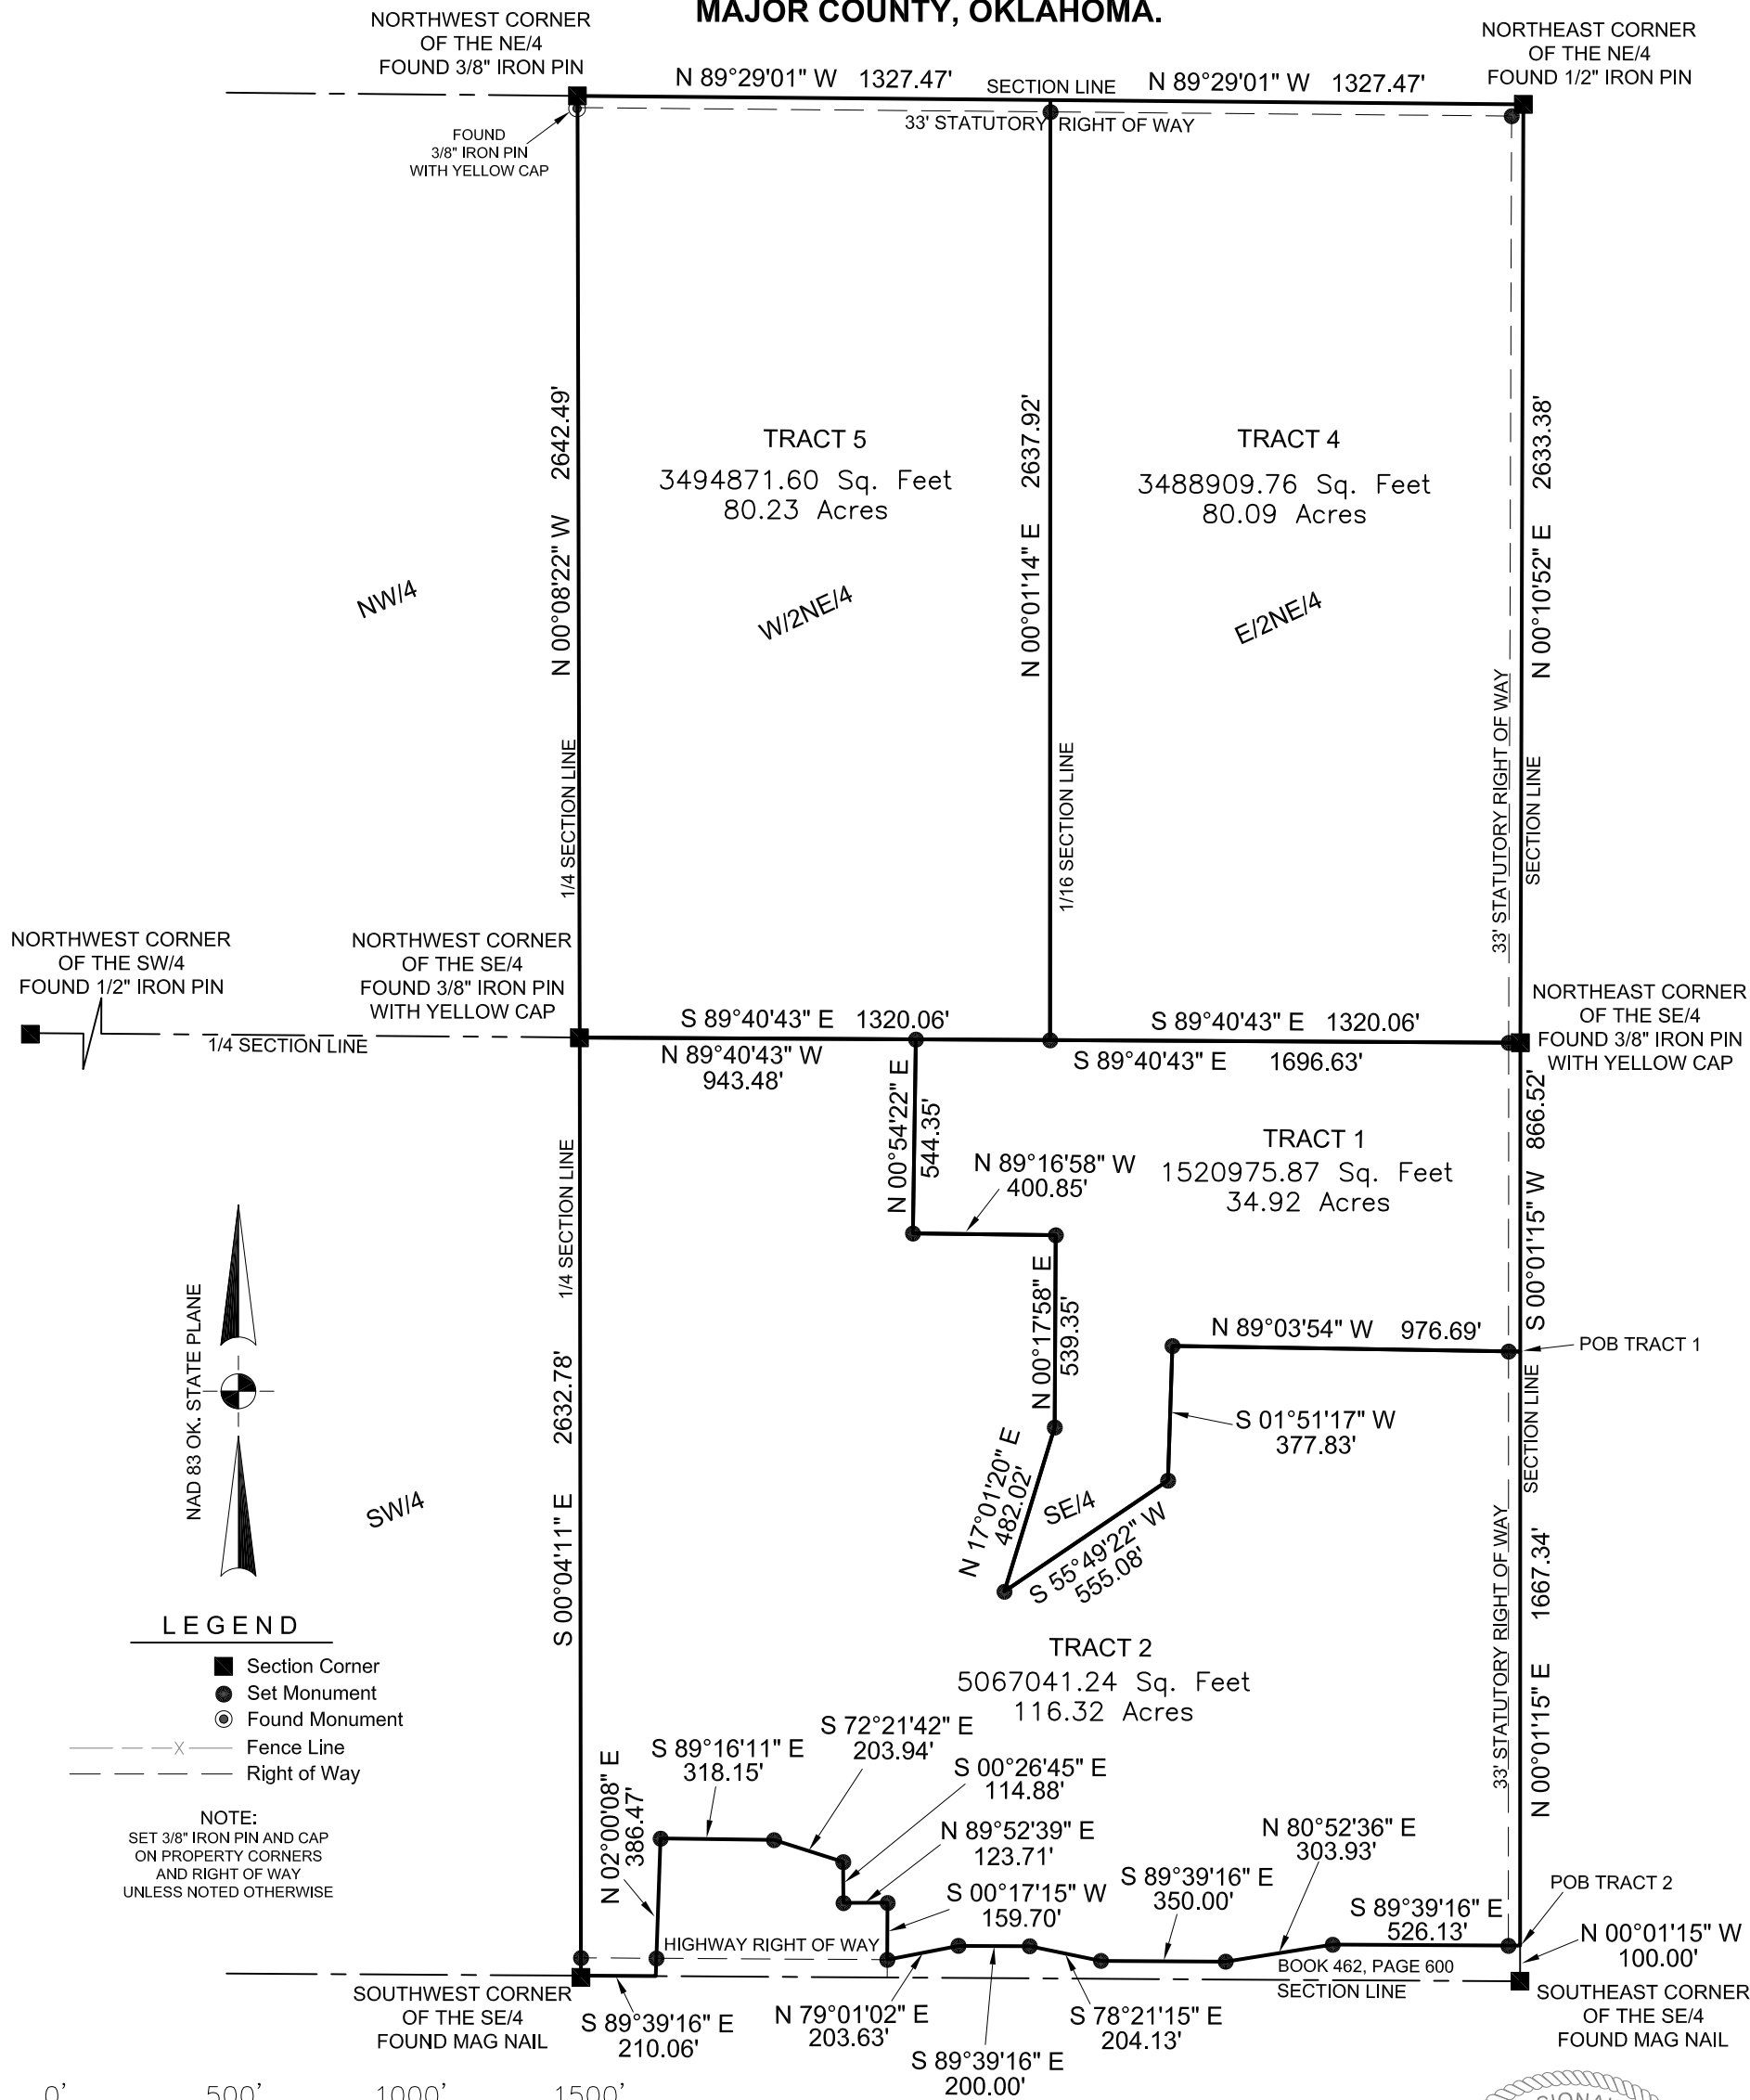 MAJOR COUNTY, OKLAHOMA.
NORTHWEST CORNER
OF THE NE/4
FOUND 3/8" IRON PIN
NORTHEAST CORNER
OF THE NE/4
FOUND 1/2" IRON PIN
N 89°29'01" W 1327.47'
SECTION LINE
N 89°29'01" W 1327.47'
33' STATUTORY RIGHT OF WAY
FOUND
3/8" IRON PIN
WITH YELLOW CAP
N 00°08'22" W 2642.49'
1/4 SECTION LINE
TRACT 5
3494871.60 Sq. Feet
80.23 Acres
N 00°01'14" E 2637.92'
1/16 SECTION LINE
TRACT 4
3488909.76 Sq. Feet
80.09 Acres
N 00°10'52" E 2633.38'
33' STATUTORY RIGHT OF WAY
SECTION LINE
NW/4
W/2NE/4
E/2NE/4
NORTHWEST CORNER
OF THE SW/4
FOUND 1/2" IRON PIN
NORTHWEST CORNER
OF THE SE/4
FOUND 3/8" IRON PIN
WITH YELLOW CAP
NORTHEAST CORNER
OF THE SE/4
FOUND 3/8" IRON PIN
WITH YELLOW CAP
1/4 SECTION LINE
S 89°40'43" E 1320.06'
S 89°40'43" E 1320.06'
N 89°40'43" W
943.48'
S 89°40'43" E 1696.63'
N 00°54'22" E
544.35'
N 89°16'58" W
400.85'
TRACT 1
1520975.87 Sq. Feet
34.92 Acres
S 00°01'15" W 866.52'
1/4 SECTION LINE
S 00°04'11" E 2632.78'
N 00°17'58" E
539.35'
N 89°03'54" W 976.69'
POB TRACT 1
S 01°51'17" W
377.83'
SECTION LINE
N 17°01'20" E
482.02'
SE/4
S 55°49'22" W
555.08'
33' STATUTORY RIGHT OF WAY
N 00°01'15" E 1667.34'
NAD 83 OK. STATE PLANE
SW/4
LEGEND
Section Corner
Set Monument
Found Monument
X
Fence Line
Right of Way
NOTE:
SET 3/8" IRON PIN AND CAP
ON PROPERTY CORNERS
AND RIGHT OF WAY
UNLESS NOTED OTHERWISE
TRACT 2
5067041.24 Sq. Feet
116.32 Acres
N 02°00'08" E
386.47'
S 89°16'11" E
318.15'
S 72°21'42" E
203.94'
S 00°26'45" E
114.88'
N 89°52'39" E
123.71'
S 00°17'15" W
159.70'
S 89°39'16" E
350.00'
N 80°52'36" E
303.93'
S 89°39'16" E
526.13'
POB TRACT 2
N 00°01'15" W
100.00'
HIGHWAY RIGHT OF WAY
BOOK 462, PAGE 600
SECTION LINE
SOUTHWEST CORNER
OF THE SE/4
FOUND MAG NAIL
S 89°39'16" E
210.06'
N 79°01'02" E
203.63'
S 89°39'16" E
200.00'
S 78°21'15" E
204.13'
SOUTHEAST CORNER
OF THE SE/4
FOUND MAG NAIL
0' 500' 1000' 1500'